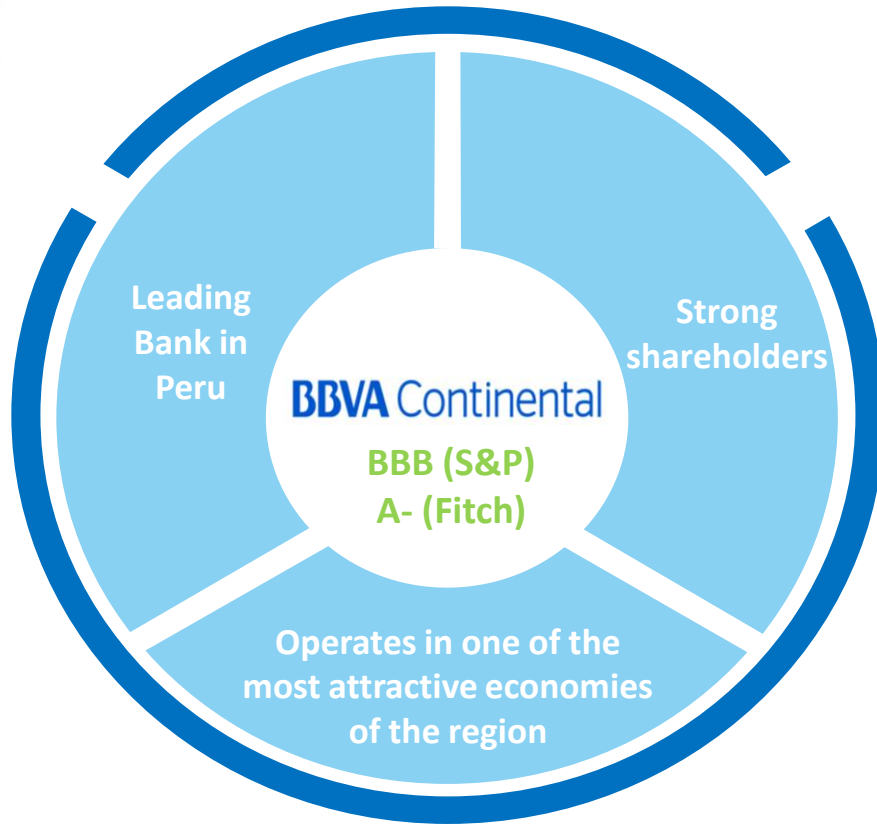 Leading
Bank in
Peru
Strong
shareholders
BBVA Continental
BBB (S&P)
A- (Fitch)
Operates in one of the
most attractive economies
of the region